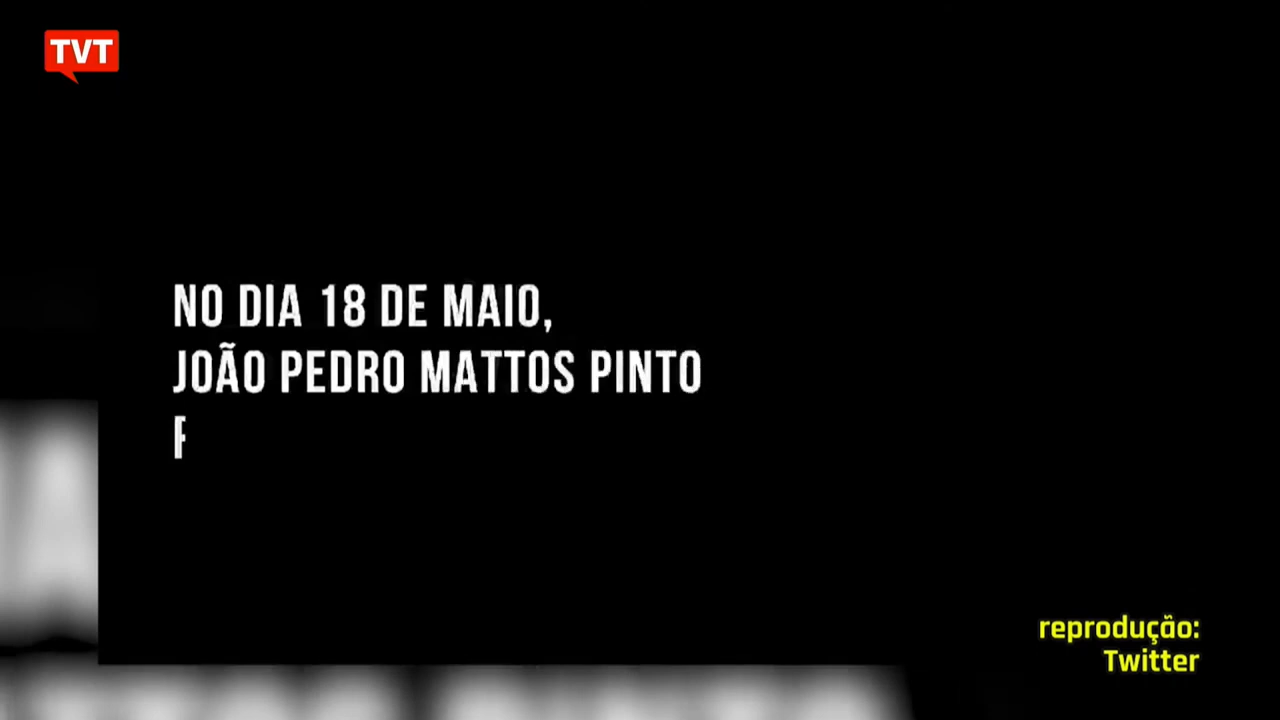 TVT
NO DIA 18 DE MAIO,
JOÃO PEDRO MATTOS PINTO
F
reprodução:
Twitter